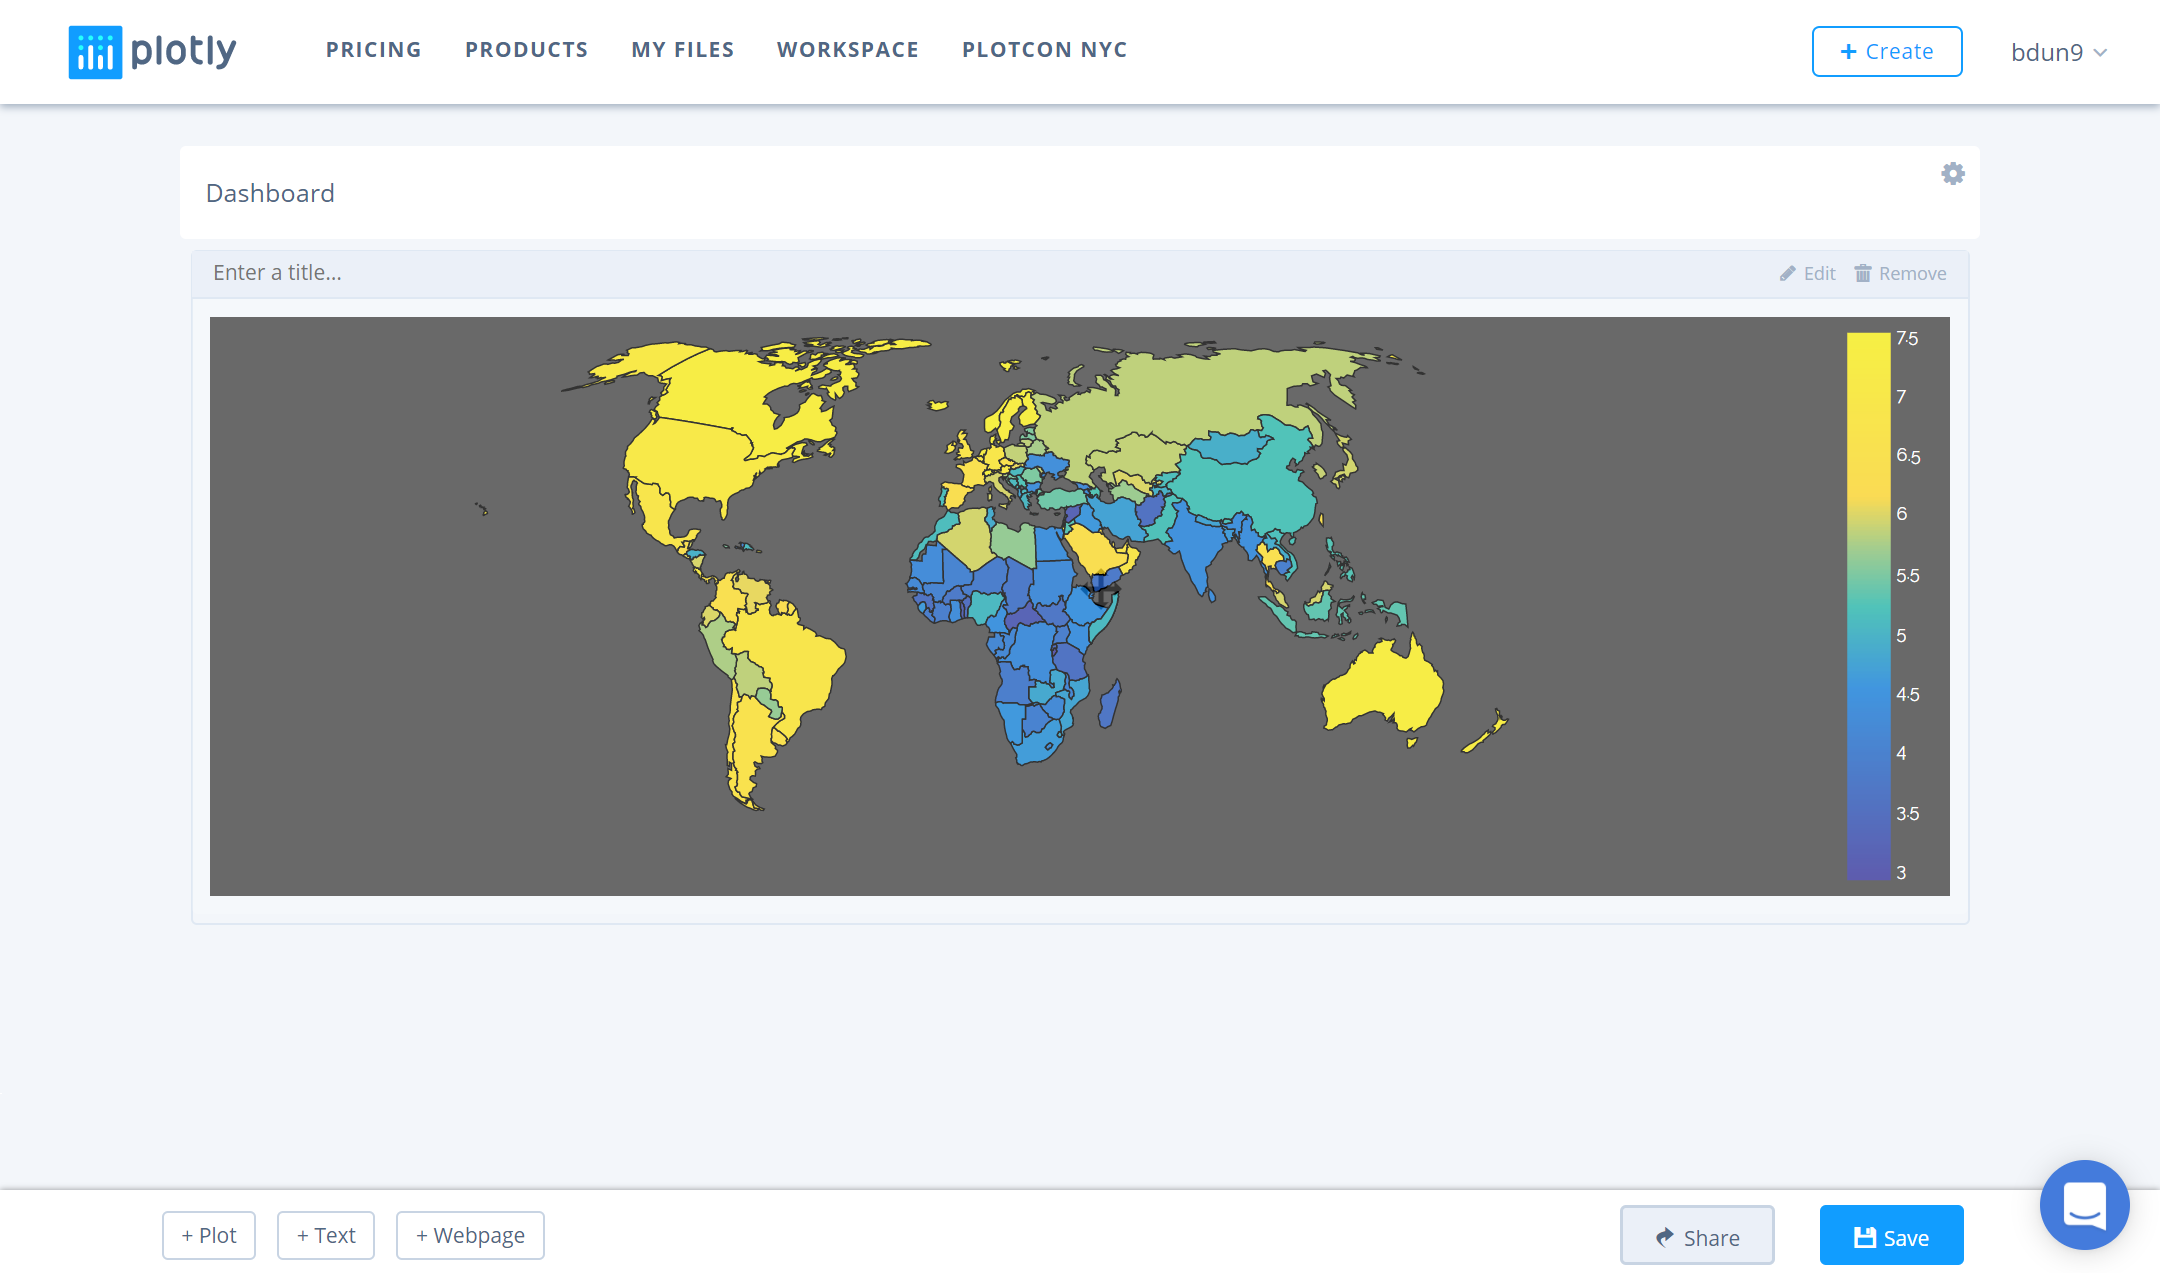 plotly
PRICING PRODUCTS MY FILES WORKSPACE PLOTCON NYC
+ Create
bdun9
Dashboard
Enter a title...
Edit Remove
7.5
7
6.5
6
5.5
5
4.5
4
3.5
3
+ Plot + Text + Webpage
Share Save